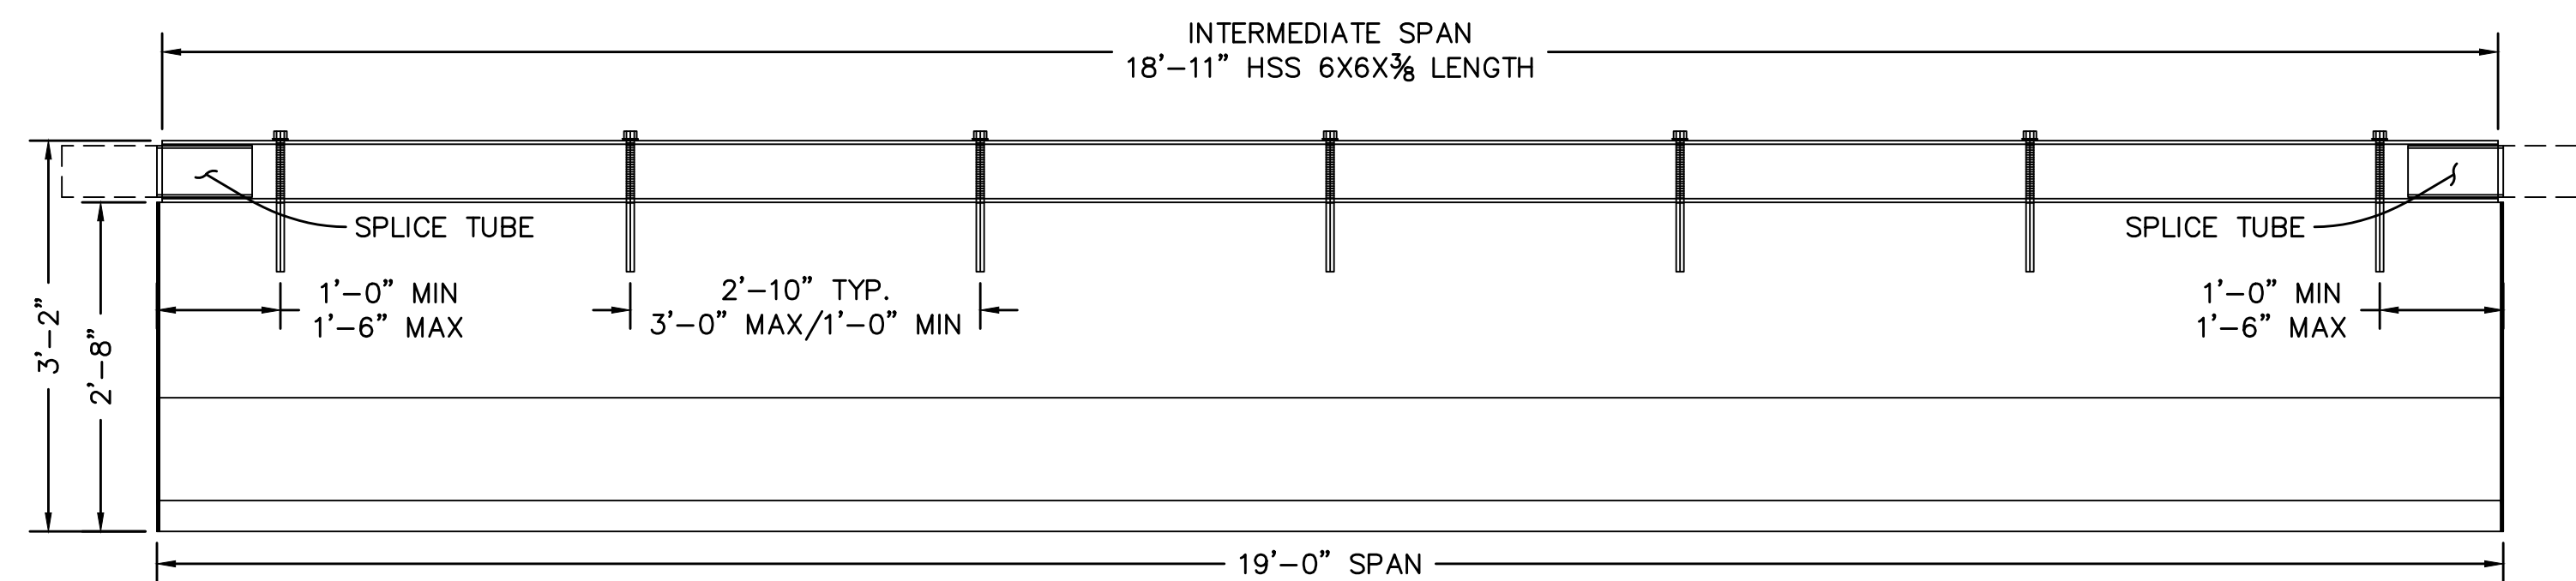 INTERMEDIATE SPAN
18'-11" HSS 6X6X⅜ LENGTH
SPLICE TUBE
SPLICE TUBE
1'-0" MIN
1'-6" MAX
2'-10" TYP.
3'-0" MAX/1'-0" MIN
1'-0" MIN
1'-6" MAX
3'-2"
2'-8"
19'-0" SPAN